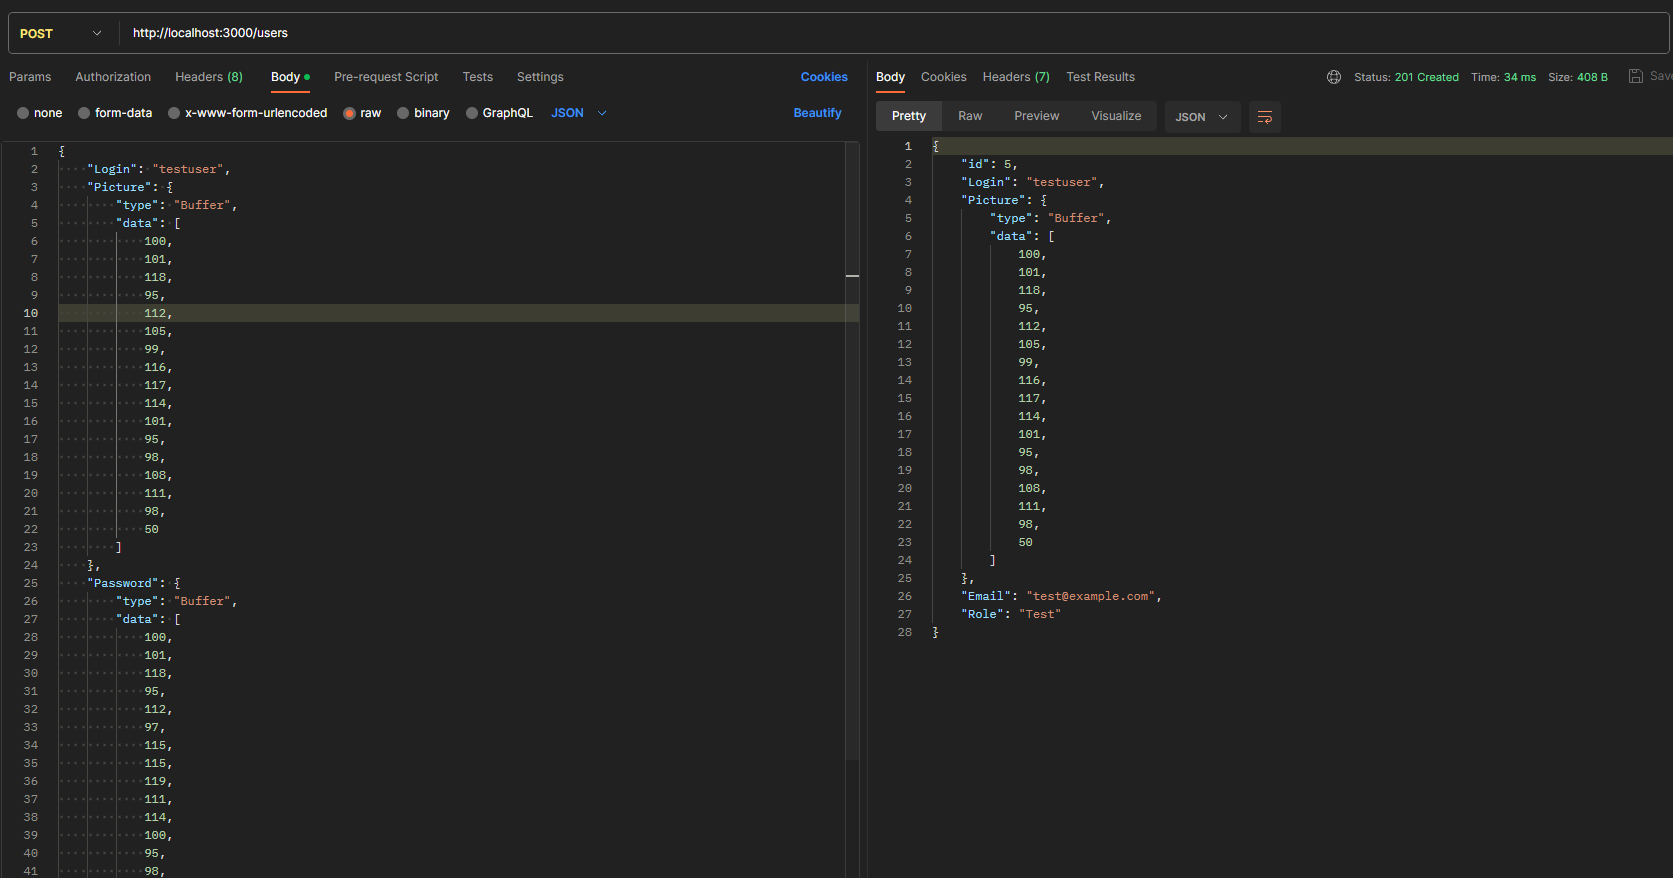 POST http://localhost:3000/users
Params Authorization Headers (8) Body Pre-request Script Tests Settings Cookies
none form-data x-www-form-urlencoded raw binary GraphQL JSON Beautify
1 {
2 "Login": "testuser",
3 "Picture": {
4 "type": "Buffer",
5 "data": [
6 100,
7 101,
8 118,
9 95,
10 112,
11 105,
12 99,
13 116,
14 117,
15 114,
16 101,
17 95,
18 98,
19 108,
20 111,
21 98,
22 50
23 ]
24 },
25 "Password": {
26 "type": "Buffer",
27 "data": [
28 100,
29 101,
30 118,
31 95,
32 112,
33 97,
34 115,
35 115,
36 119,
37 111,
38 114,
39 100,
40 95,
41 98,
Body Cookies Headers (7) Test Results Status: 201 Created Time: 34 ms Size: 408 B
Pretty Raw Preview Visualize JSON
1 {
2 "id": 5,
3 "Login": "testuser",
4 "Picture": {
5 "type": "Buffer",
6 "data": [
7 100,
8 101,
9 118,
10 95,
11 112,
12 105,
13 99,
14 116,
15 117,
16 114,
17 101,
18 95,
19 98,
20 108,
21 111,
22 98,
23 50
24 ]
25 },
26 "Email": "test@example.com",
27 "Role": "Test"
28 }